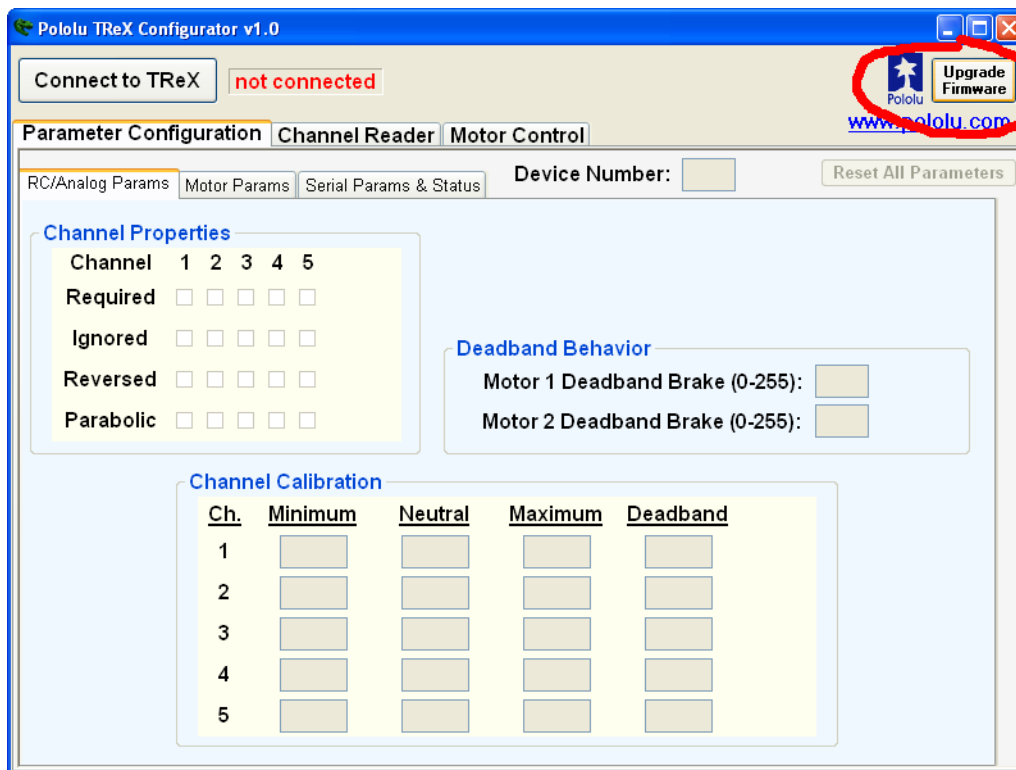 Pololu TReX Configurator v1.0
Connect to TReX not connected
Pololu
Upgrade
Firmware
www.pololu.com
Parameter Configuration Channel Reader Motor Control
RC/Analog Params Motor Params Serial Params & Status Device Number: Reset All Parameters
Channel Properties
Channel 1 2 3 4 5
Required
Ignored
Reversed
Parabolic
Deadband Behavior
Motor 1 Deadband Brake (0-255):
Motor 2 Deadband Brake (0-255):
Channel Calibration
Ch. Minimum Neutral Maximum Deadband
1
2
3
4
5